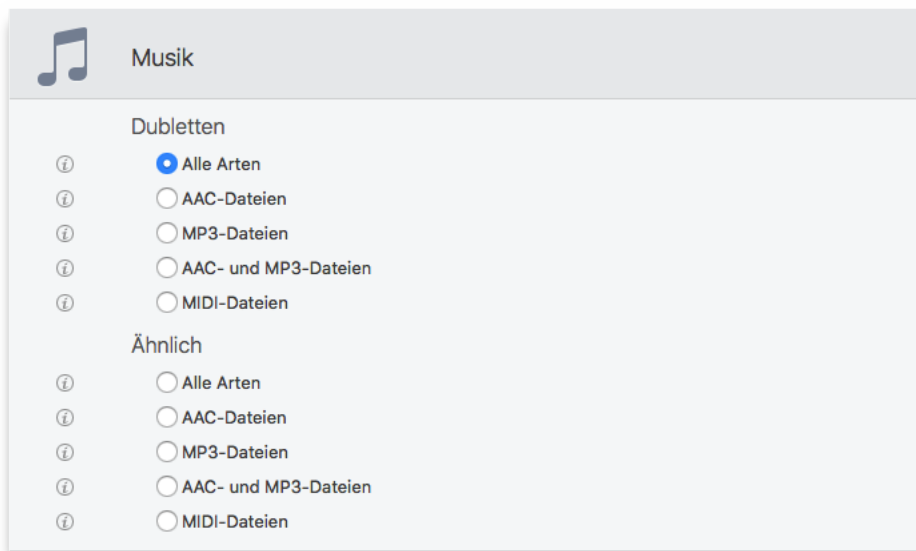 Musik
Dubletten
Alle Arten
AAC-Dateien
MP3-Dateien
AAC- und MP3-Dateien
MIDI-Dateien
Ähnlich
Alle Arten
AAC-Dateien
MP3-Dateien
AAC- und MP3-Dateien
MIDI-Dateien